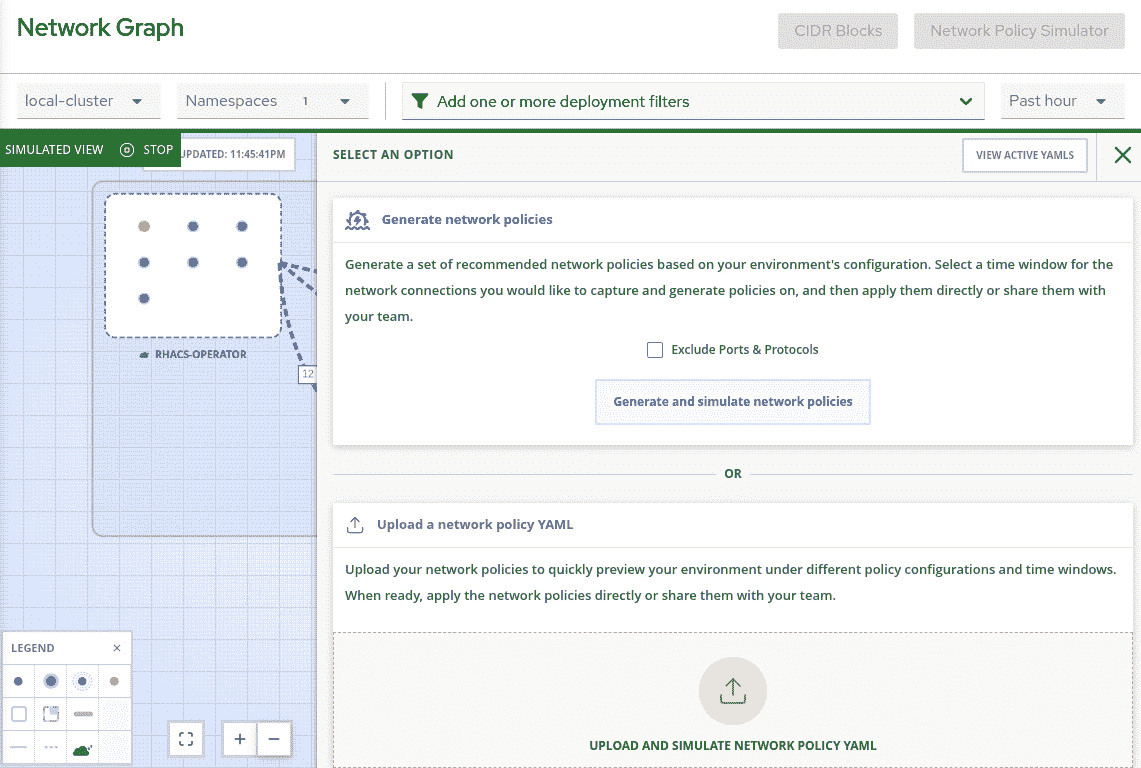 Network Graph
CIDR Blocks
Network Policy Simulator
local-cluster
Namespaces 1
Add one or more deployment filters
Past hour
SIMULATED VIEW
STOP
UPDATED: 11:45:41PM
SELECT AN OPTION
VIEW ACTIVE YAMLS
Generate network policies
Generate a set of recommended network policies based on your environment's configuration. Select a time window for the
network connections you would like to capture and generate policies on, and then apply them directly or share them with
your team.
Exclude Ports & Protocols
Generate and simulate network policies
RHACS-OPERATOR
12
OR
Upload a network policy YAML
Upload your network policies to quickly preview your environment under different policy configurations and time windows.
When ready, apply the network policies directly or share them with your team.
UPLOAD AND SIMULATE NETWORK POLICY YAML
LEGEND